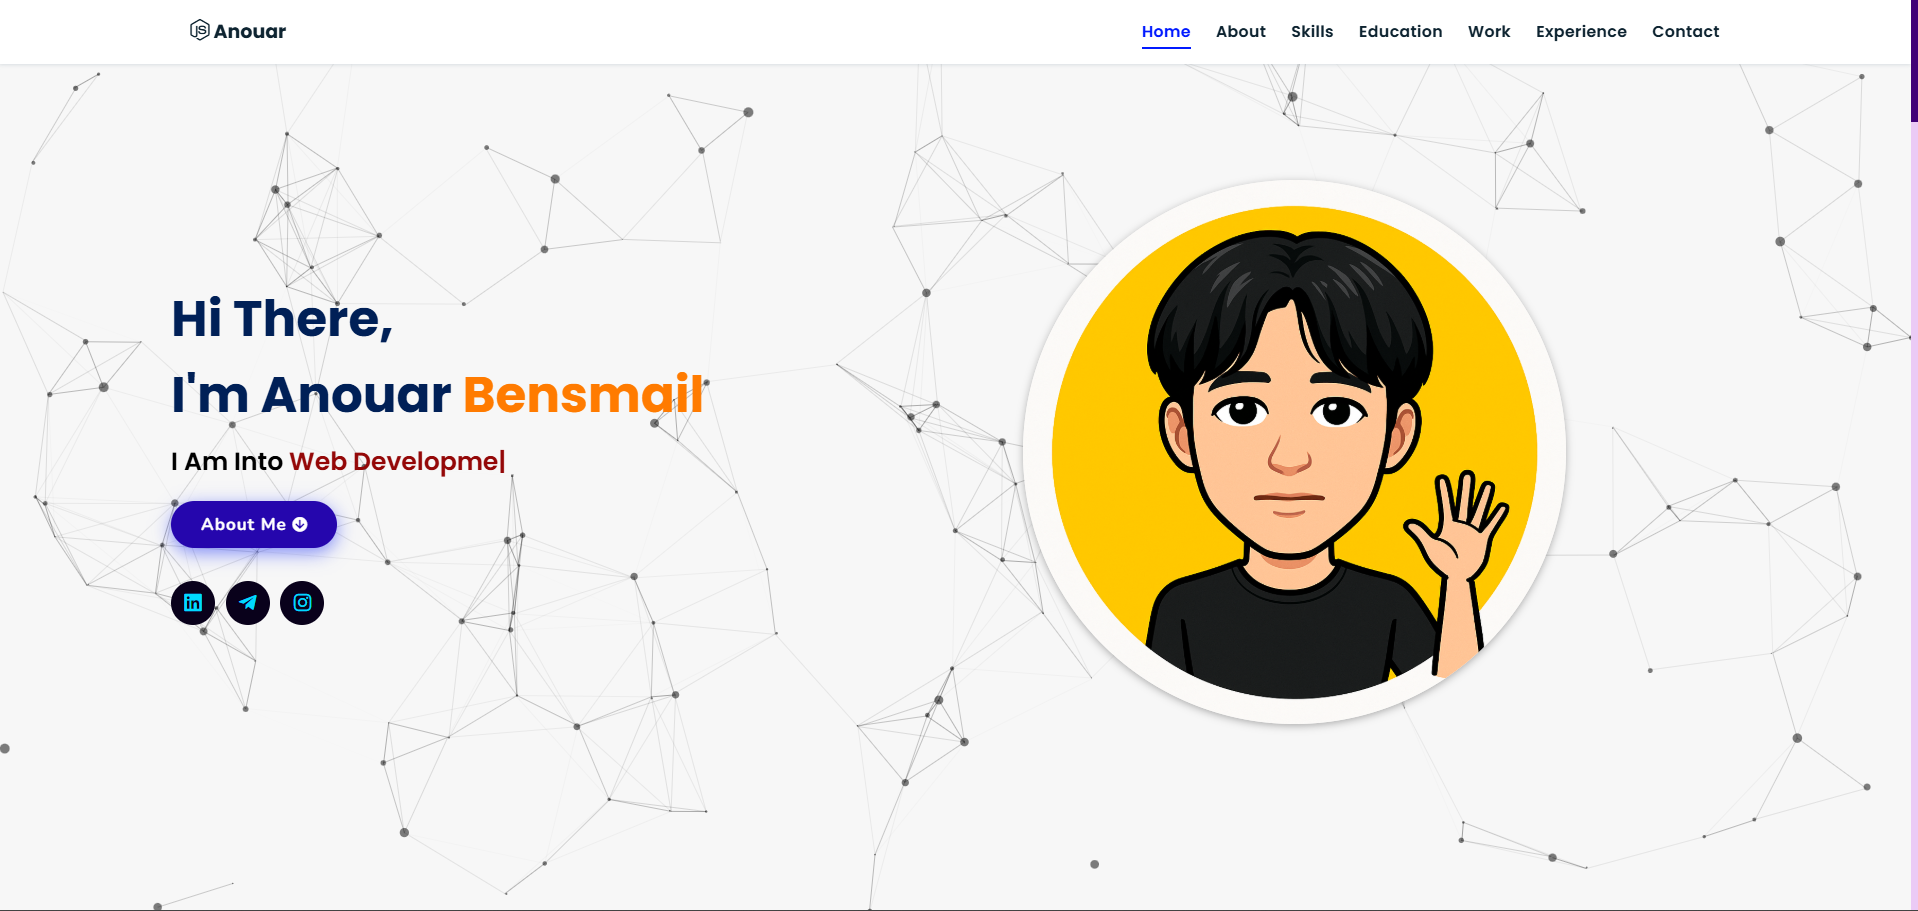 Anouar
Home About Skills Education Work Experience Contact
Hi There,
I'm Anouar Bensmail
I Am Into Web Developme|
About Me